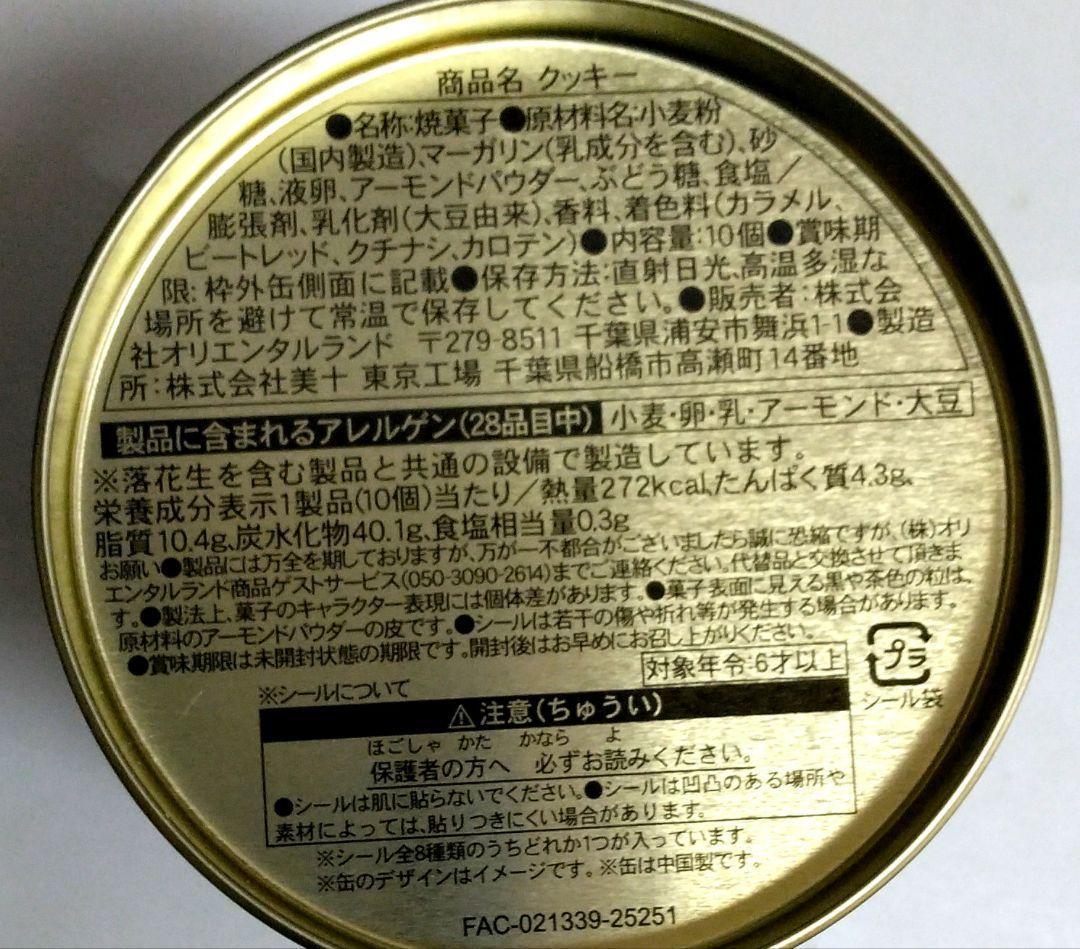 商品名 クッキー
●名称:焼菓子●原材料名:小麦粉
(国内製造)、マーガリン(乳成分を含む)、砂
糖、液卵、アーモンドパウダー、ぶどう糖、食塩／
膨張剤、乳化剤(大豆由来)、香料、着色料(カラメル、
ビートレッド、クチナシ、カロテン)●内容量:10個●賞味期
限:枠外缶側面に記載●保存方法:直射日光、高温多湿な
場所を避けて常温で保存してください。●販売者:株式会
社オリエンタルランド 〒279-8511 千葉県浦安市舞浜1-1●製造
所:株式会社美十 東京工場 千葉県船橋市高瀬町14番地
製品に含まれるアレルゲン(28品目中) 小麦・卵・乳・アーモンド・大豆
※落花生を含む製品と共通の設備で製造しています。
栄養成分表示1製品(10個)当たり／熱量272kcal、たんぱく質4.3g、
脂質10.4g、炭水化物40.1g、食塩相当量0.3g
お願い●製品には万全を期しておりますが、万が一不都合がございましたら誠に恐縮ですが、(株)オリ
エンタルランド商品ゲストサービス(050-3090-2614)までご連絡ください。代替品と交換させて頂きま
す。●製法上、菓子のキャラクター表現には個体差があります。●菓子表面に見える黒や茶色の粒は、
原材料のアーモンドパウダーの皮です。●シールは若干の傷や折れ等が発生する場合があります。
●賞味期限は未開封状態の期限です。開封後はお早めにお召し上がりください。
対象年令:6才以上
プラ
シール袋
※シールについて
⚠注意(ちゅうい)
ほごしゃ かた かなら よ
保護者の方へ 必ずお読みください。
●シールは肌に貼らないでください。●シールは凹凸のある場所や
素材によっては、貼りつきにくい場合があります。
※シール全8種類のうちどれか1つが入っています。
※缶のデザインはイメージです。※缶は中国製です。
FAC-021339-25251